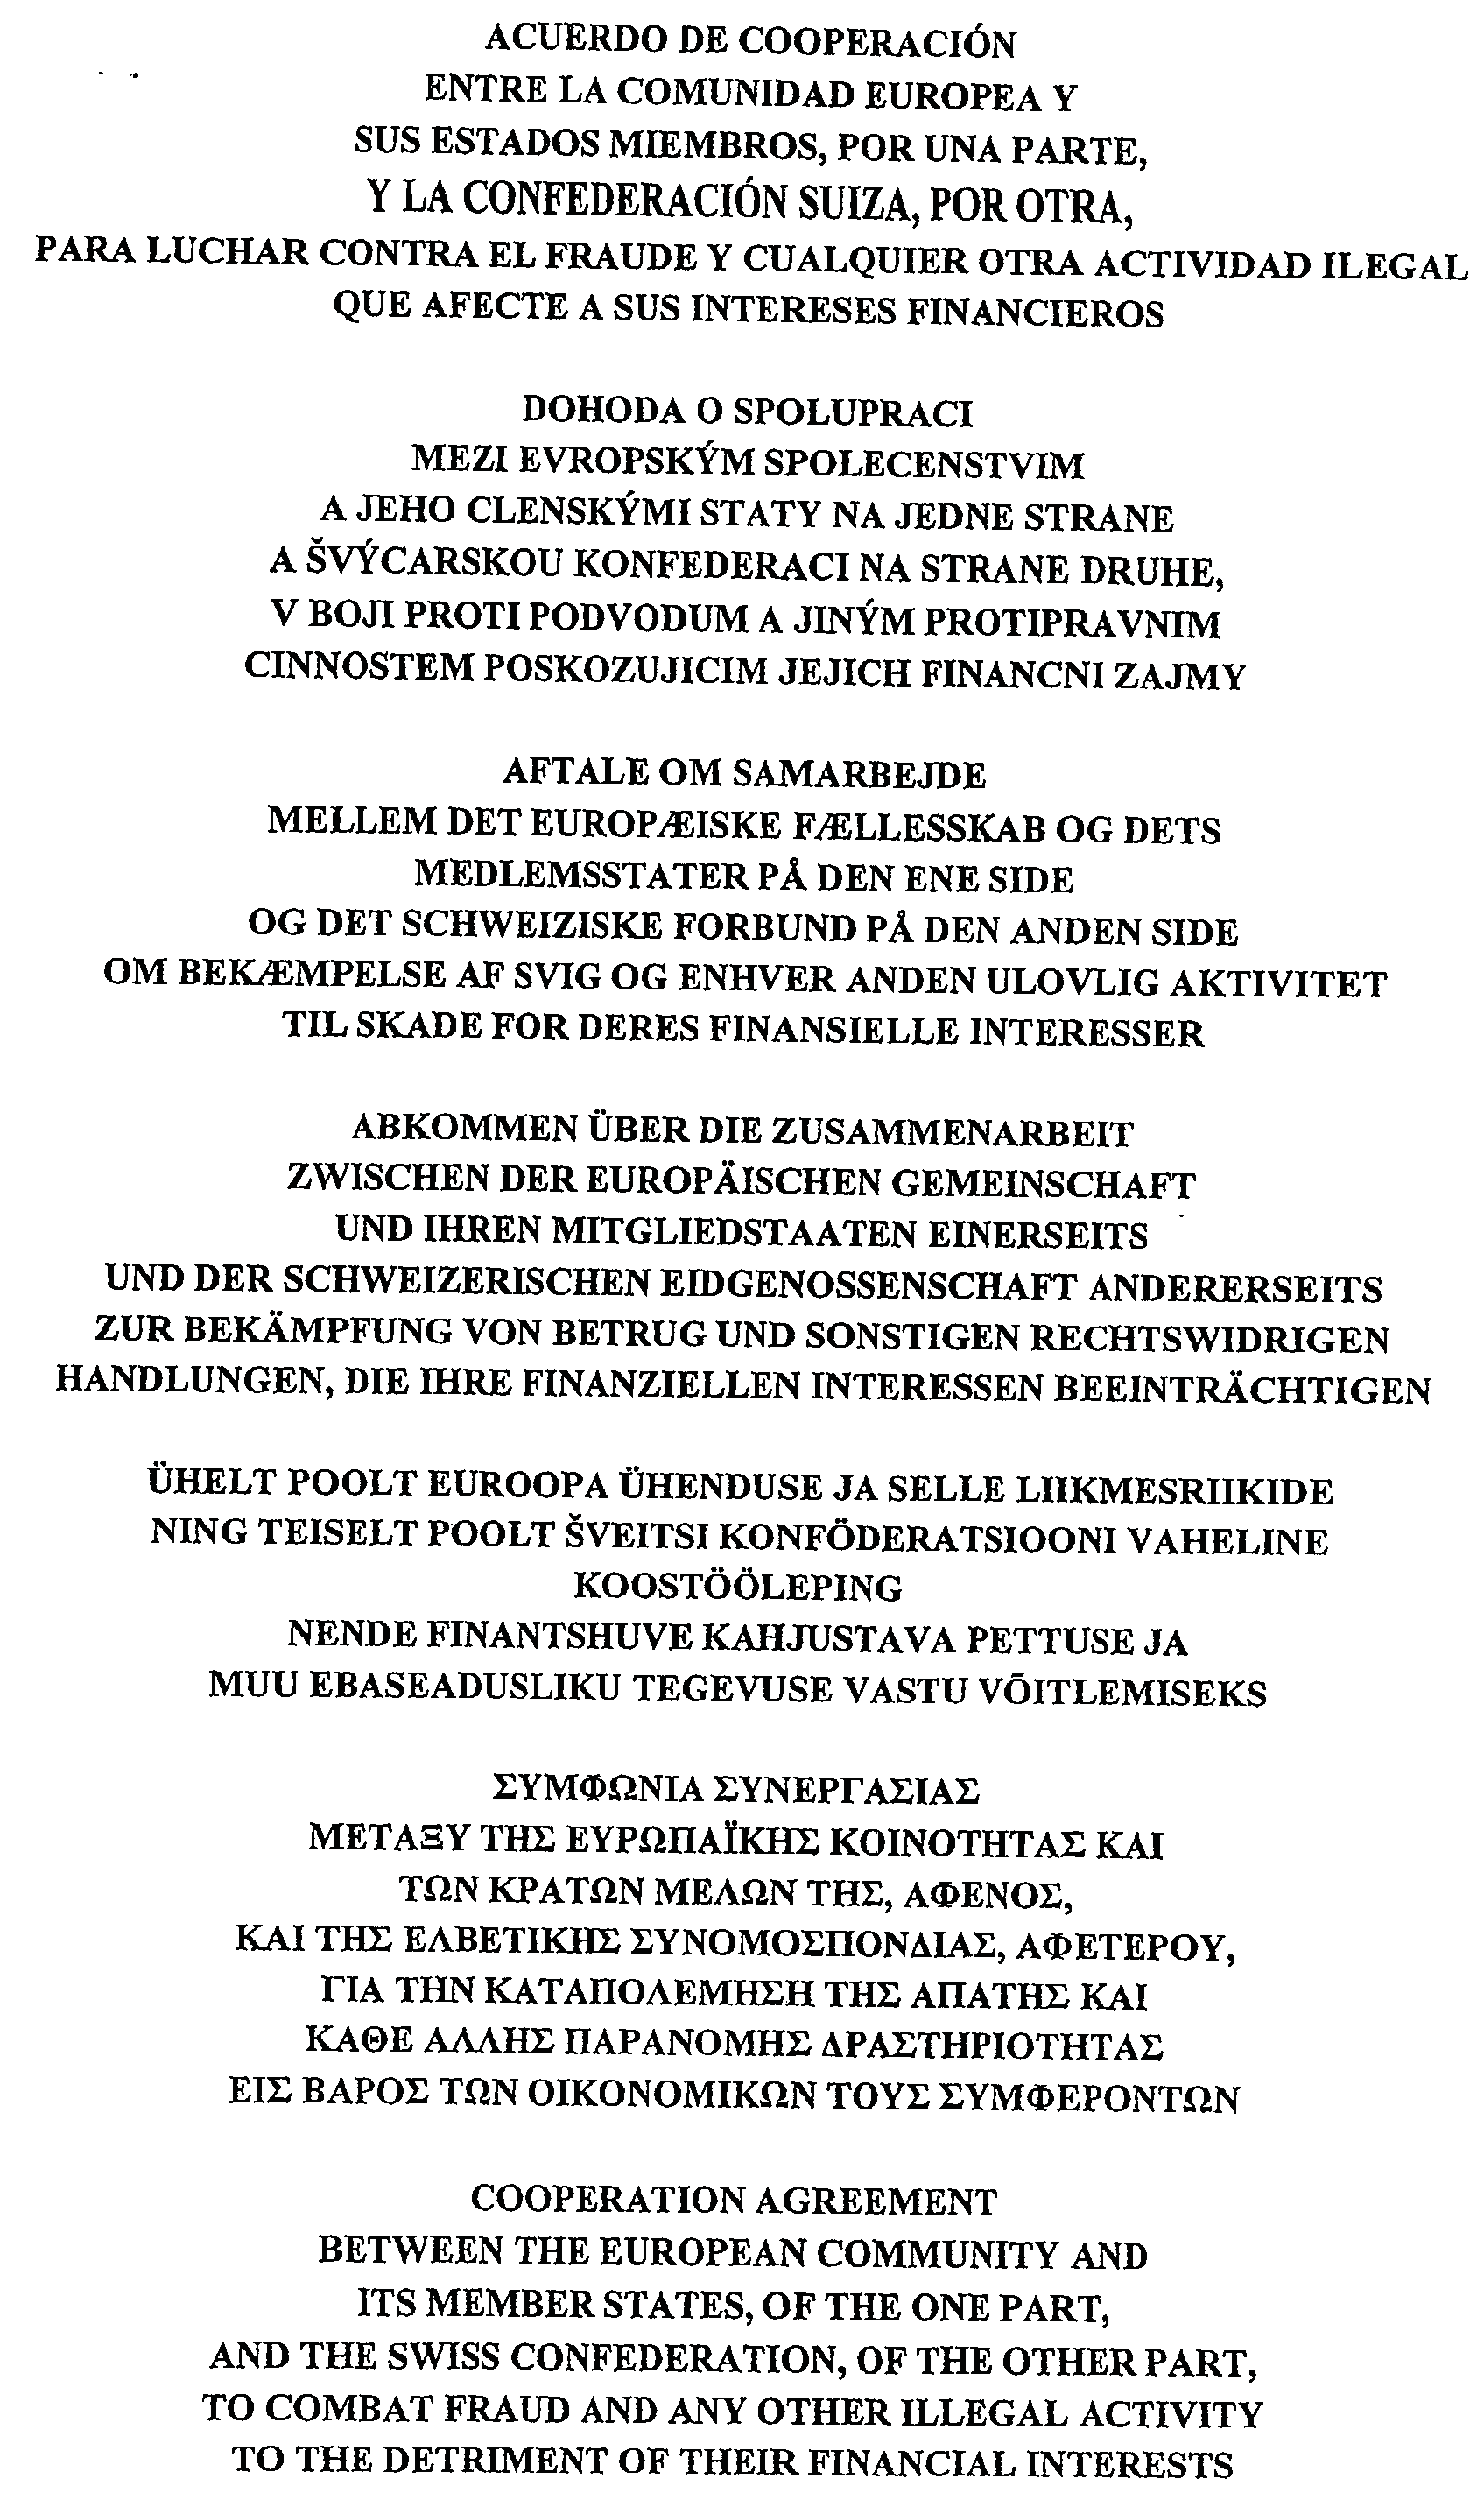 ACUERDO DE COOPERACIÓN
ENTRE LA COMUNIDAD EUROPEA Y
SUS ESTADOS MIEMBROS, POR UNA PARTE,
Y LA CONFEDERACIÓN SUIZA, POR OTRA,
PARA LUCHAR CONTRA EL FRAUDE Y CUALQUIER OTRA ACTIVIDAD ILEGAL
QUE AFECTE A SUS INTERESES FINANCIEROS
DOHODA O SPOLUPRACI
MEZI EVROPSKÝM SPOLECENSTVIM
A JEHO CLENSKÝMI STATY NA JEDNE STRANE
A ŠVÝCARSKOU KONFEDERACI NA STRANE DRUHE,
V BOJI PROTI PODVODUM A JINÝM PROTIPRAVNIM
CINNOSTEM POSKOZUJICIM JEJICH FINANCNI ZAJMY
AFTALE OM SAMARBEJDE
MELLEM DET EUROPÆISKE FÆLLESSKAB OG DETS
MEDLEMSSTATER PÅ DEN ENE SIDE
OG DET SCHWEIZISKE FORBUND PÅ DEN ANDEN SIDE
OM BEKÆMPELSE AF SVIG OG ENHVER ANDEN ULOVLIG AKTIVITET
TIL SKADE FOR DERES FINANSIELLE INTERESSER
ABKOMMEN ÜBER DIE ZUSAMMENARBEIT
ZWISCHEN DER EUROPÄISCHEN GEMEINSCHAFT
UND IHREN MITGLIEDSTAATEN EINERSEITS
UND DER SCHWEIZERISCHEN EIDGENOSSENSCHAFT ANDERERSEITS
ZUR BEKÄMPFUNG VON BETRUG UND SONSTIGEN RECHTSWIDRIGEN
HANDLUNGEN, DIE IHRE FINANZIELLEN INTERESSEN BEEINTRÄCHTIGEN
ÜHELT POOLT EUROOPA ÜHENDUSE JA SELLE LIIKMESRIIKIDE
NING TEISELT POOLT ŠVEITSI KONFÖDERATSIOONI VAHELINE
KOOSTÖÖLEPING
NENDE FINANTSHUVE KAHJUSTAVA PETTUSE JA
MUU EBASEADUSLIKU TEGEVUSE VASTU VÕITLEMISEKS
ΣΥΜΦΩΝΙΑ ΣΥΝΕΡΓΑΣΙΑΣ
ΜΕΤΑΞΥ ΤΗΣ ΕΥΡΩΠΑΪΚΗΣ ΚΟΙΝΟΤΗΤΑΣ ΚΑΙ
ΤΩΝ ΚΡΑΤΩΝ ΜΕΛΩΝ ΤΗΣ, ΑΦΕΝΟΣ,
ΚΑΙ ΤΗΣ ΕΛΒΕΤΙΚΗΣ ΣΥΝΟΜΟΣΠΟΝΔΙΑΣ, ΑΦΕΤΕΡΟΥ,
ΓΙΑ ΤΗΝ ΚΑΤΑΠΟΛΕΜΗΣΗ ΤΗΣ ΑΠΑΤΗΣ ΚΑΙ
ΚΑΘΕ ΑΛΛΗΣ ΠΑΡΑΝΟΜΗΣ ΔΡΑΣΤΗΡΙΟΤΗΤΑΣ
ΕΙΣ ΒΑΡΟΣ ΤΩΝ ΟΙΚΟΝΟΜΙΚΩΝ ΤΟΥΣ ΣΥΜΦΕΡΟΝΤΩΝ
COOPERATION AGREEMENT
BETWEEN THE EUROPEAN COMMUNITY AND
ITS MEMBER STATES, OF THE ONE PART,
AND THE SWISS CONFEDERATION, OF THE OTHER PART,
TO COMBAT FRAUD AND ANY OTHER ILLEGAL ACTIVITY
TO THE DETRIMENT OF THEIR FINANCIAL INTERESTS